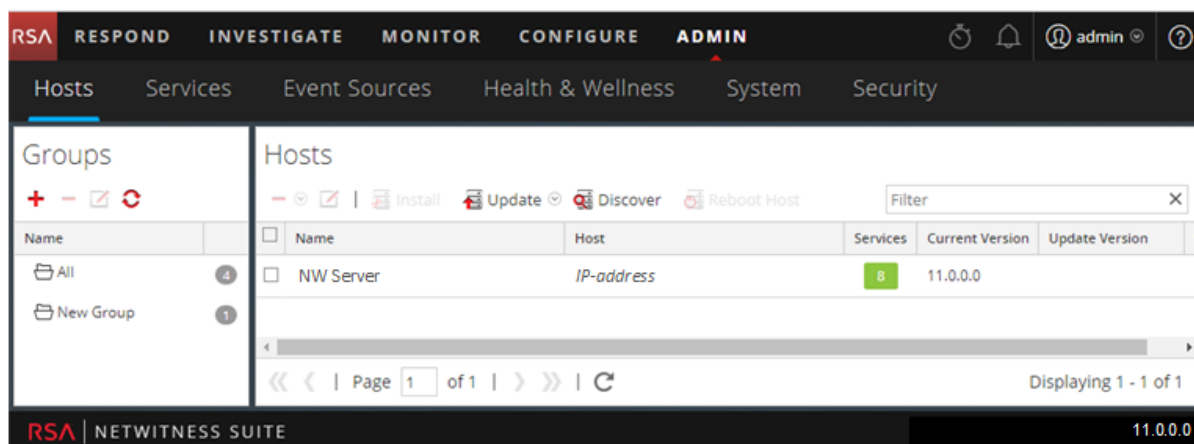 RSA RESPOND INVESTIGATE MONITOR CONFIGURE ADMIN admin ?
Hosts Services Event Sources Health & Wellness System Security
Groups
Name
All 4
New Group 1
Hosts
Install Update Discover Reboot Host Filter
Name Host Services Current Version Update Version
NW Server IP-address 8 11.0.0.0
Page 1 of 1 Displaying 1 - 1 of 1
RSA NETWITNESS SUITE 11.0.0.0